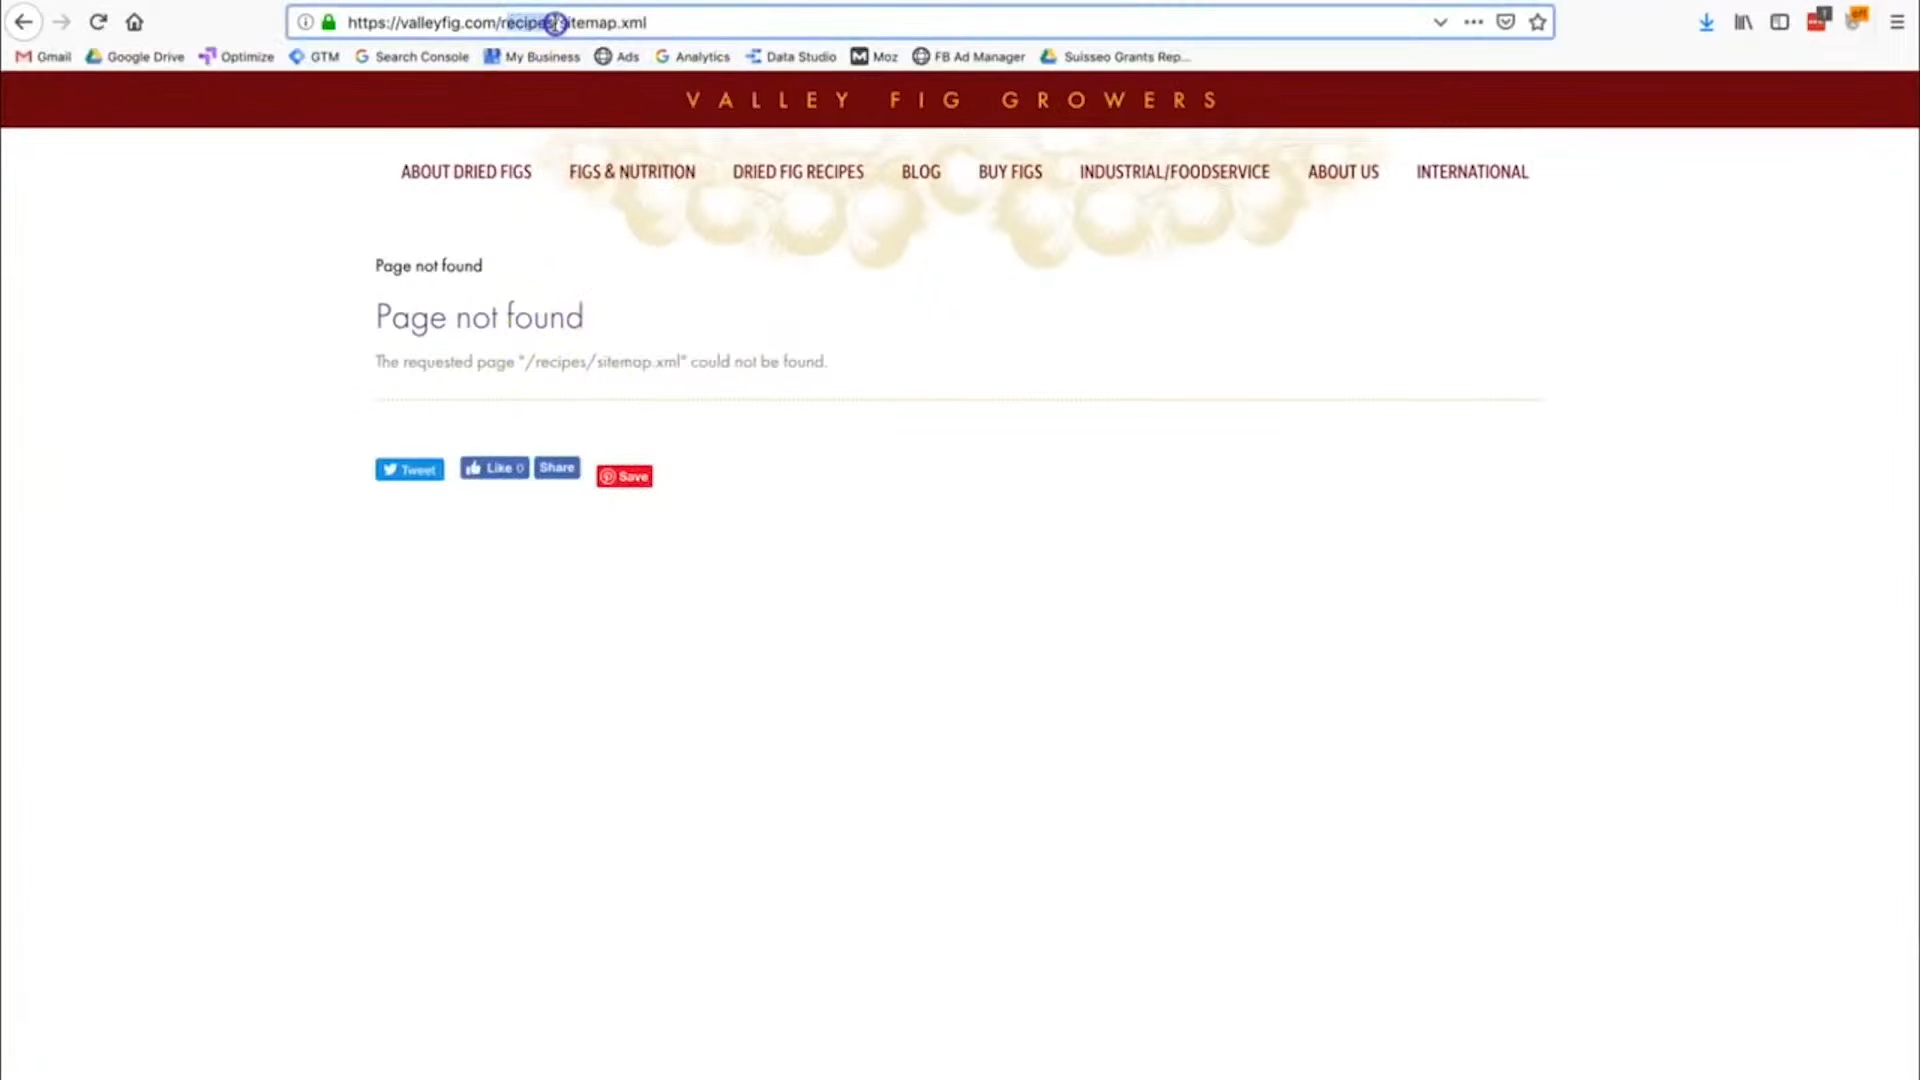 https://valleyfig.com/recipes/sitemap.xml
Gmail Google Drive Optimize GTM Search Console My Business Ads Analytics Data Studio Moz FB Ad Manager Suisseo Grants Rep...
VALLEY FIG GROWERS
ABOUT DRIED FIGS FIGS & NUTRITION DRIED FIG RECIPES BLOG BUY FIGS INDUSTRIAL/FOODSERVICE ABOUT US INTERNATIONAL
Page not found
Page not found
The requested page "/recipes/sitemap.xml" could not be found.
Tweet Like 0 Share Save